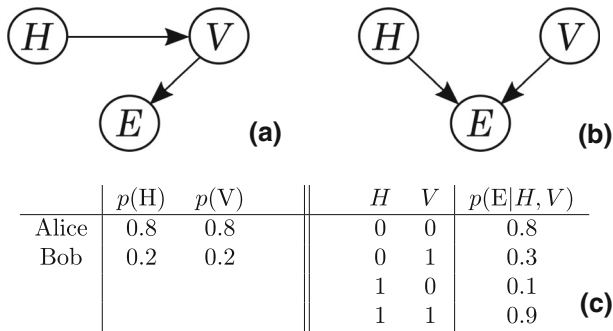 H V H V
E E
(a) (b)
p(H) p(V) H V p(E|H, V)
Alice 0.8 0.8 0 0 0.8
Bob 0.2 0.2 0 1 0.3
1 0 0.1
1 1 0.9
(c)